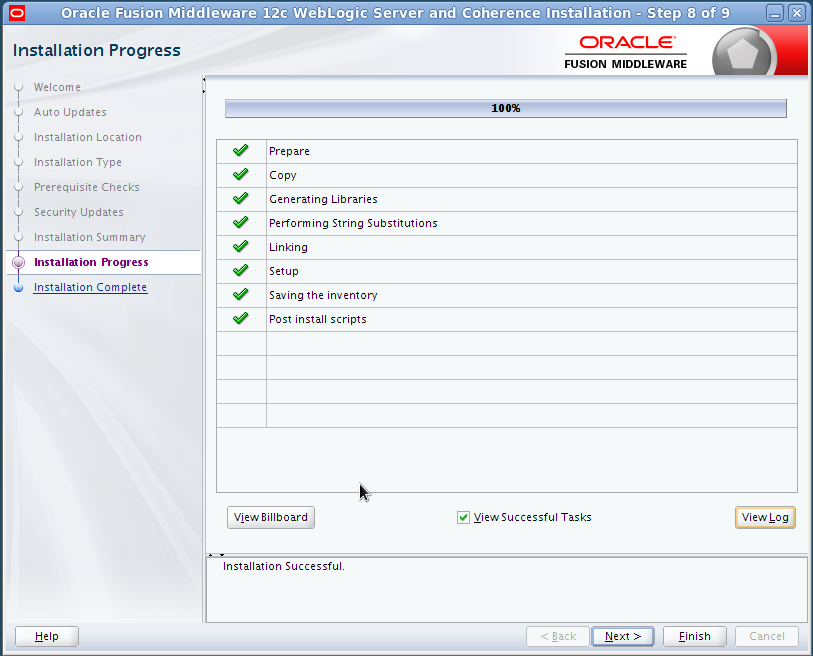 Oracle Fusion Middleware 12c WebLogic Server and Coherence Installation - Step 8 of 9
Installation Progress
ORACLE®
FUSION MIDDLEWARE
Welcome
Auto Updates
Installation Location
Installation Type
Prerequisite Checks
Security Updates
Installation Summary
Installation Progress
Installation Complete
100%
Prepare
Copy
Generating Libraries
Performing String Substitutions
Linking
Setup
Saving the inventory
Post install scripts
View Billboard
View Successful Tasks
View Log
Installation Successful.
Help
< Back
Next >
Finish
Cancel